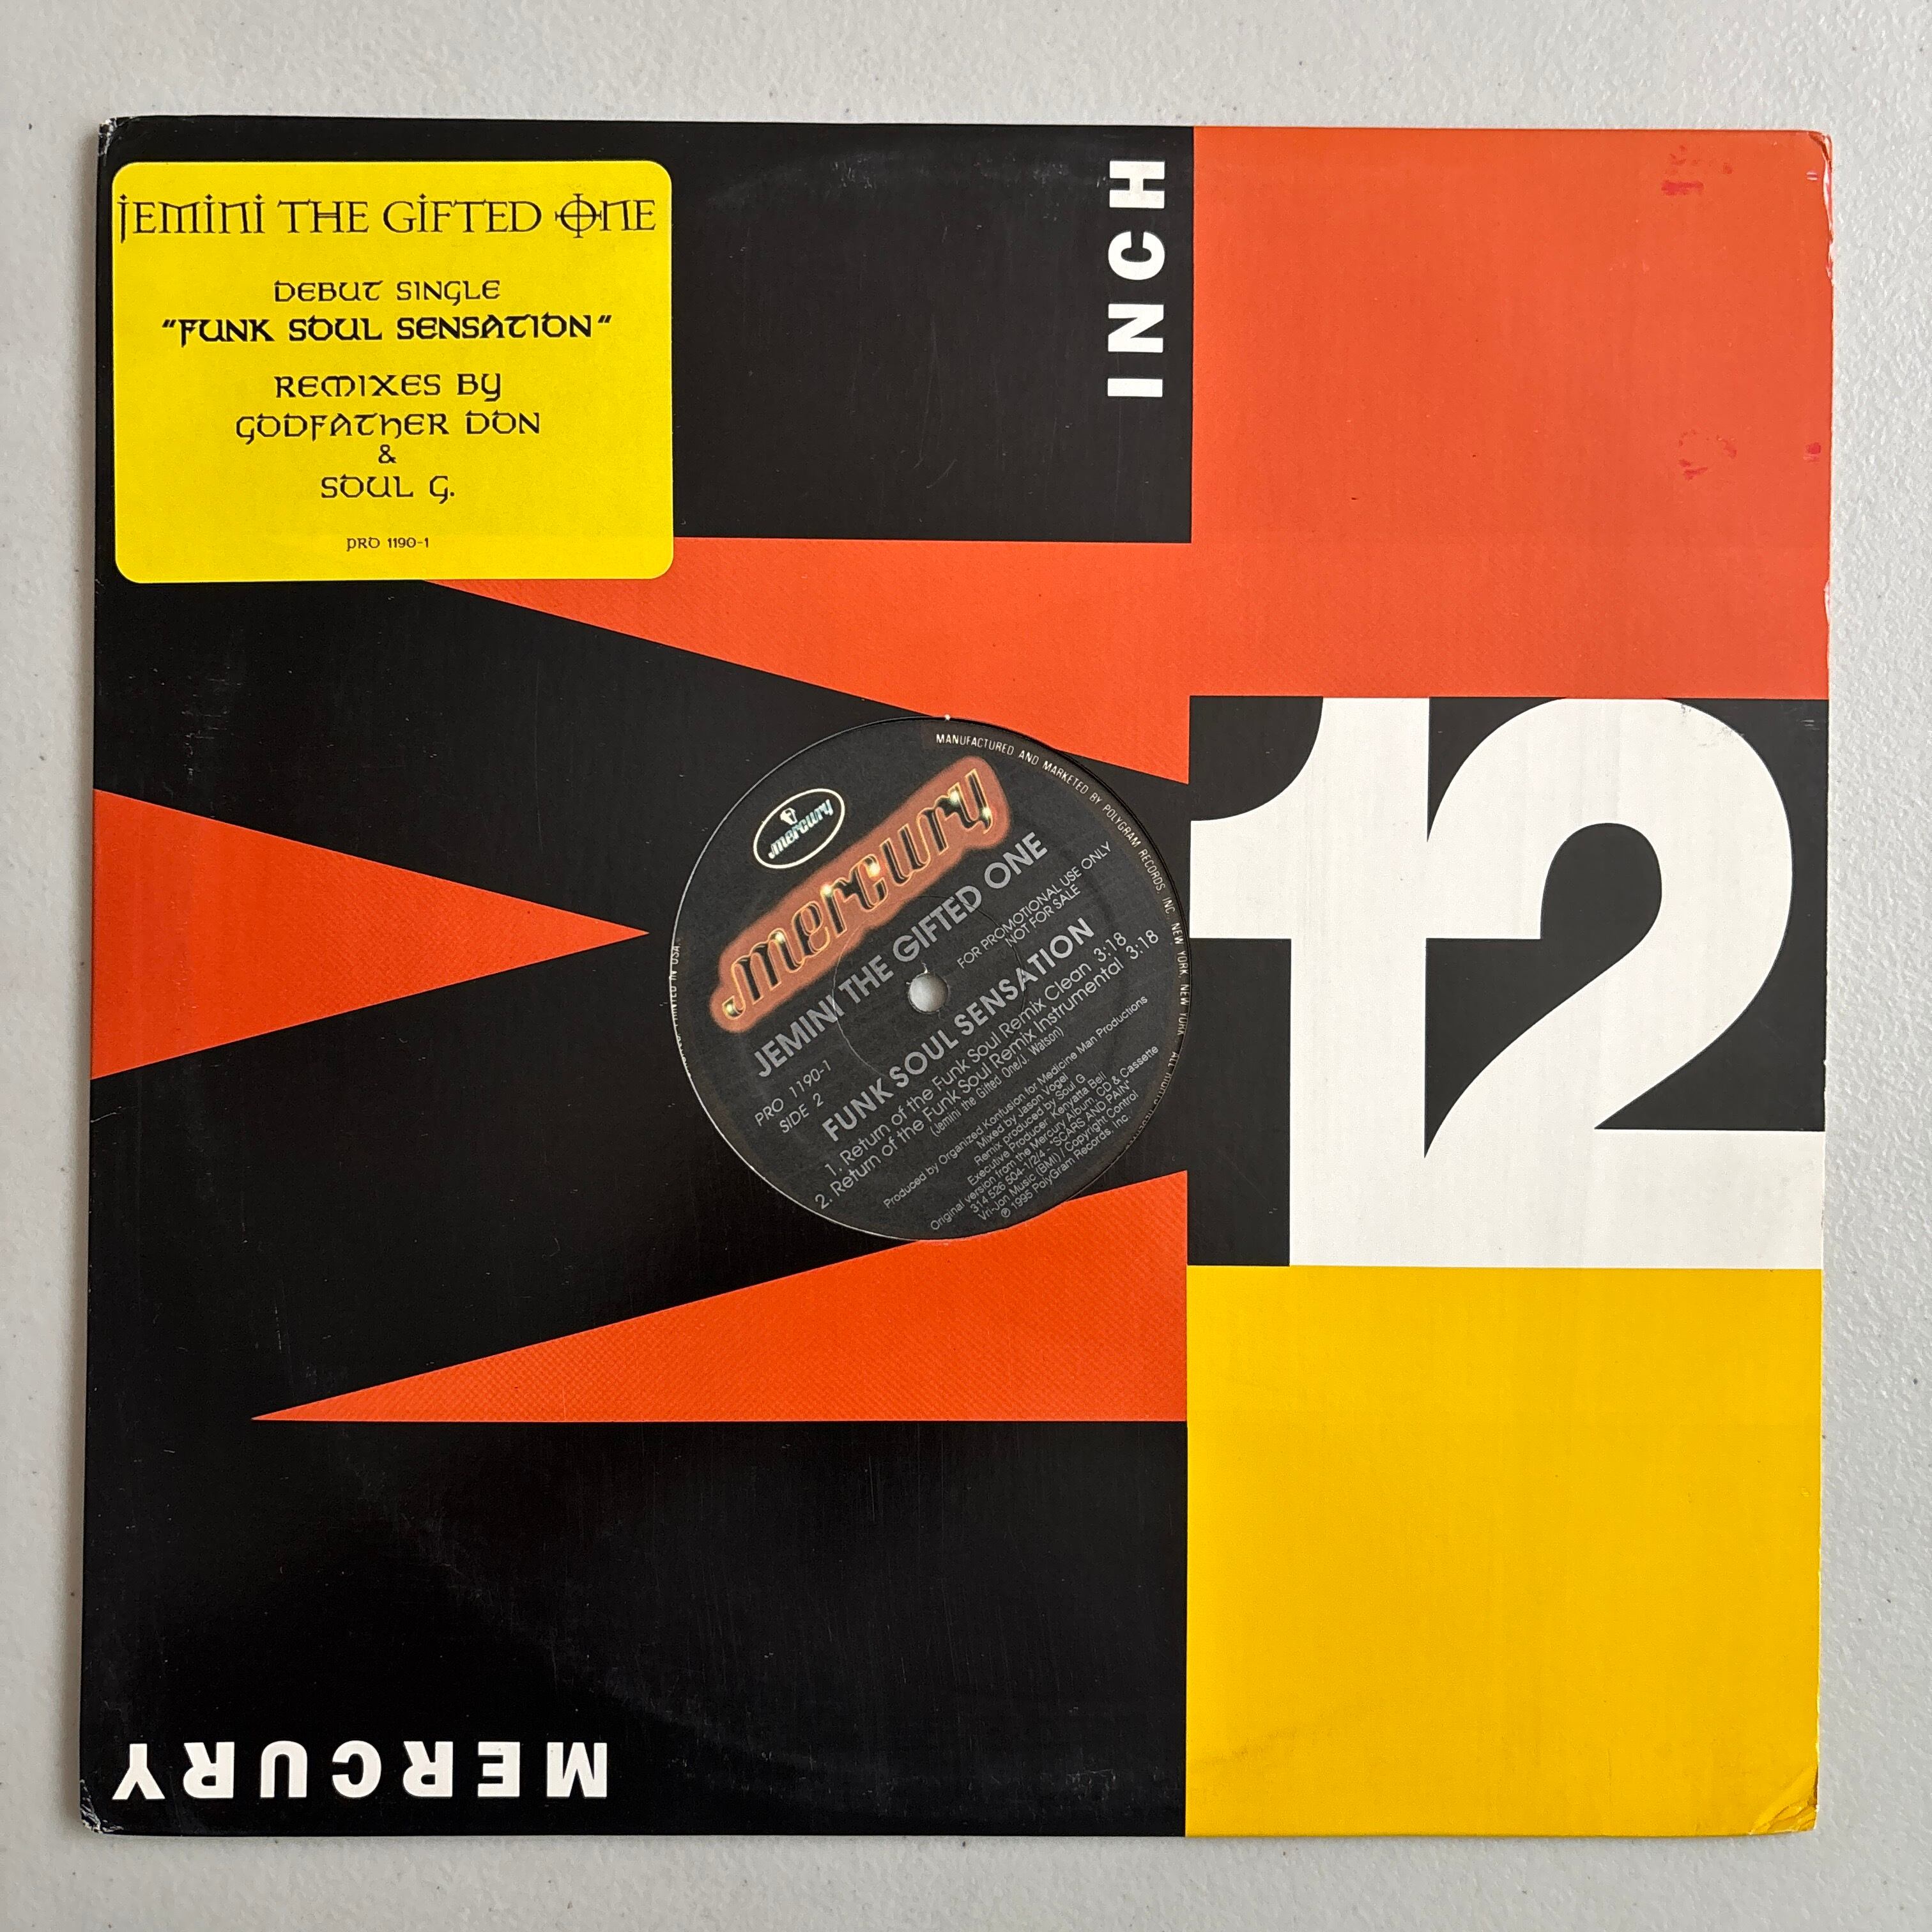 JEMINI THE GIFTED ONE
DEBUT SINGLE
"FUNK SOUL SENSATION"
REMIXES BY
GODFATHER DON
&
SOUL G.
PRO 1190-1
INCH
12
MERCURY
MANUFACTURED AND MARKETED BY POLYGRAM RECORDS, INC. NEW YORK, NEW YORK ALL
PRINTED IN USA
mercury
mercury
JEMINI THE GIFTED ONE
FOR PROMOTIONAL USE ONLY
NOT FOR SALE
PRO 1190-1
SIDE 2
FUNK SOUL SENSATION
1. Return of the Funk Soul Remix Clean 3:18
2. Return of the Funk Soul Remix Instrumental 3:18
(Jemini the Gifted One/J. Watson)
Produced by Organized Konfusion for Medicine Man Productions
Mixed by Jason Vogel
Remix produced by Soul G
Executive Producer: Kenyatta Bell
Original version from the Mercury Album, CD & Cassette
314 526 504-1/2/4 - "SCARS AND PAIN"
Vri-Jon Music (BMI) / Copyright Control
℗ 1995 PolyGram Records, Inc.